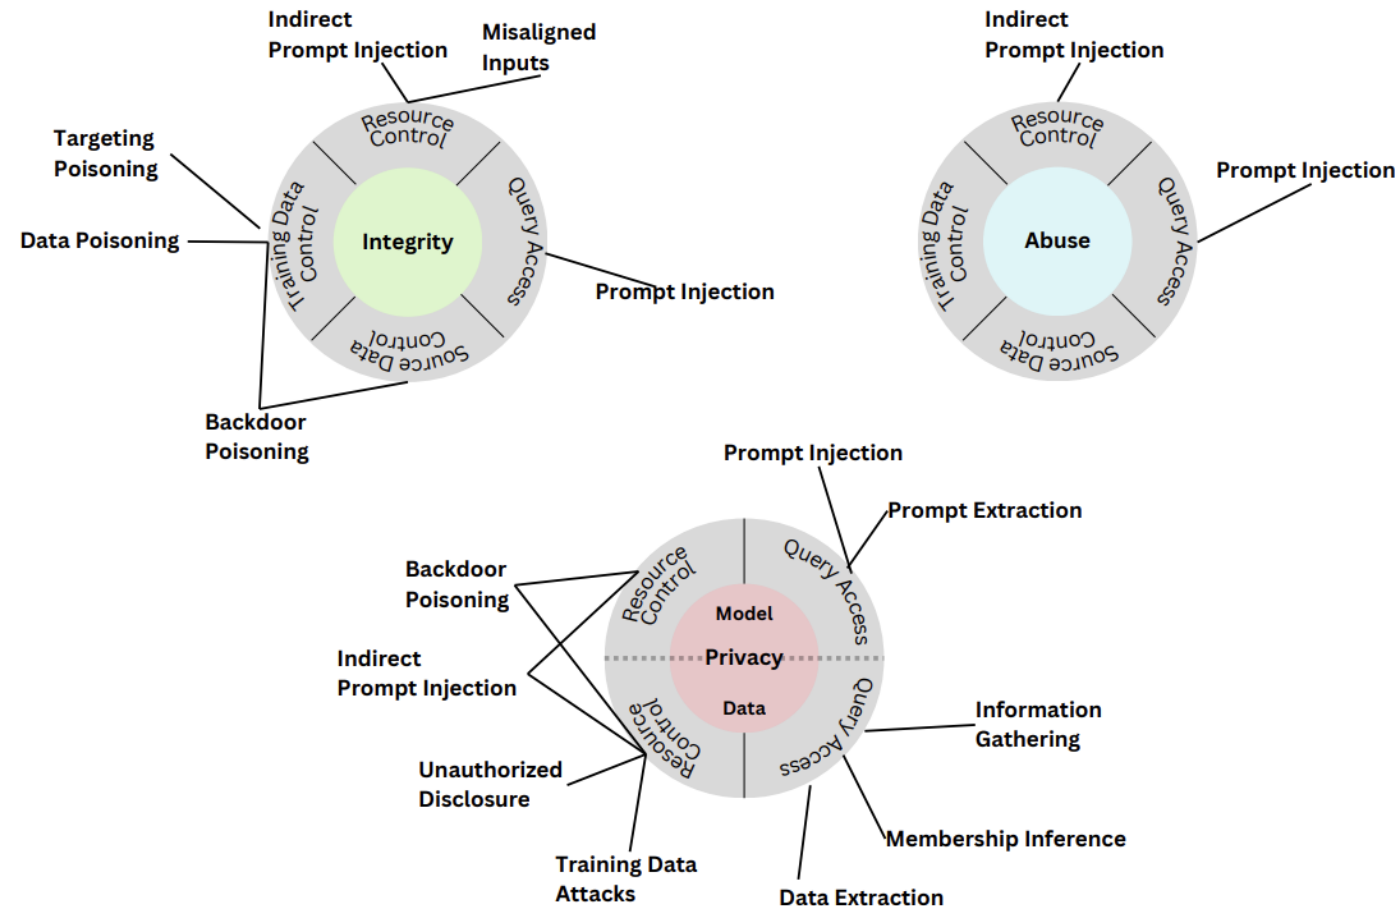 Indirect
Prompt Injection
Misaligned
Inputs
Targeting
Poisoning
Data Poisoning
Backdoor
Poisoning
Prompt Injection
Resource
Control
Query Access
Source Data
Control
Training Data
Control
Integrity
Indirect
Prompt Injection
Prompt Injection
Resource
Control
Query Access
Source Data
Control
Training Data
Control
Abuse
Prompt Injection
Prompt Extraction
Backdoor
Poisoning
Indirect
Prompt Injection
Unauthorized
Disclosure
Training Data
Attacks
Resource
Control
Query Access
Model
Privacy
Data
Resource
Control
Query Access
Information
Gathering
Membership Inference
Data Extraction